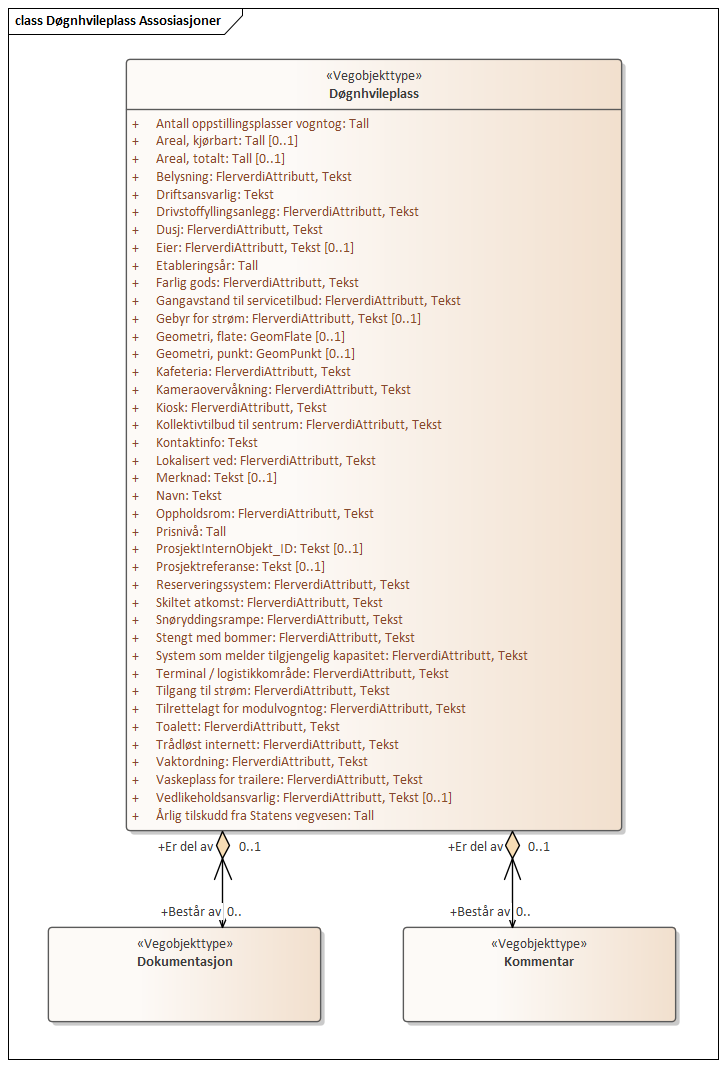 class Døgnhvileplass Assosiasjoner
«Vegobjekttype»
Døgnhvileplass
+ Antall oppstillingsplasser vogntog: Tall
+ Areal, kjørbart: Tall [0..1]
+ Areal, totalt: Tall [0..1]
+ Belysning: FlerverdiAttributt, Tekst
+ Driftsansvarlig: Tekst
+ Drivstoffyllingsanlegg: FlerverdiAttributt, Tekst
+ Dusj: FlerverdiAttributt, Tekst
+ Eier: FlerverdiAttributt, Tekst [0..1]
+ Etableringsår: Tall
+ Farlig gods: FlerverdiAttributt, Tekst
+ Gangavstand til servicetilbud: FlerverdiAttributt, Tekst
+ Gebyr for strøm: FlerverdiAttributt, Tekst [0..1]
+ Geometri, flate: GeomFlate [0..1]
+ Geometri, punkt: GeomPunkt [0..1]
+ Kafeteria: FlerverdiAttributt, Tekst
+ Kameraovervåkning: FlerverdiAttributt, Tekst
+ Kiosk: FlerverdiAttributt, Tekst
+ Kollektivtilbud til sentrum: FlerverdiAttributt, Tekst
+ Kontaktinfo: Tekst
+ Lokalisert ved: FlerverdiAttributt, Tekst
+ Merknad: Tekst [0..1]
+ Navn: Tekst
+ Oppholdsrom: FlerverdiAttributt, Tekst
+ Prisnivå: Tall
+ ProsjektInternObjekt_ID: Tekst [0..1]
+ Prosjektreferanse: Tekst [0..1]
+ Reserveringssystem: FlerverdiAttributt, Tekst
+ Skiltet atkomst: FlerverdiAttributt, Tekst
+ Snøryddingsrampe: FlerverdiAttributt, Tekst
+ Stengt med bommer: FlerverdiAttributt, Tekst
+ System som melder tilgjengelig kapasitet: FlerverdiAttributt, Tekst
+ Terminal / logistikkområde: FlerverdiAttributt, Tekst
+ Tilgang til strøm: FlerverdiAttributt, Tekst
+ Tilrettelagt for modulvogntog: FlerverdiAttributt, Tekst
+ Toalett: FlerverdiAttributt, Tekst
+ Trådløst internett: FlerverdiAttributt, Tekst
+ Vaktordning: FlerverdiAttributt, Tekst
+ Vaskeplass for trailere: FlerverdiAttributt, Tekst
+ Vedlikeholdsansvarlig: FlerverdiAttributt, Tekst [0..1]
+ Årlig tilskudd fra Statens vegvesen: Tall
+Er del av 0..1 +Er del av 0..1
+Består av 0.. +Består av 0..
«Vegobjekttype»
Dokumentasjon
«Vegobjekttype»
Kommentar